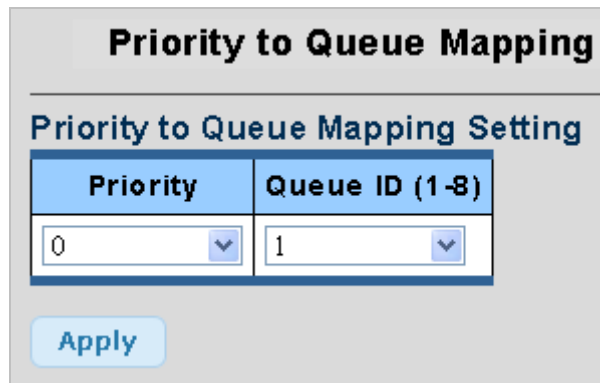 Priority to Queue Mapping
Priority to Queue Mapping Setting
Priority Queue ID (1-8)
0 1
Apply